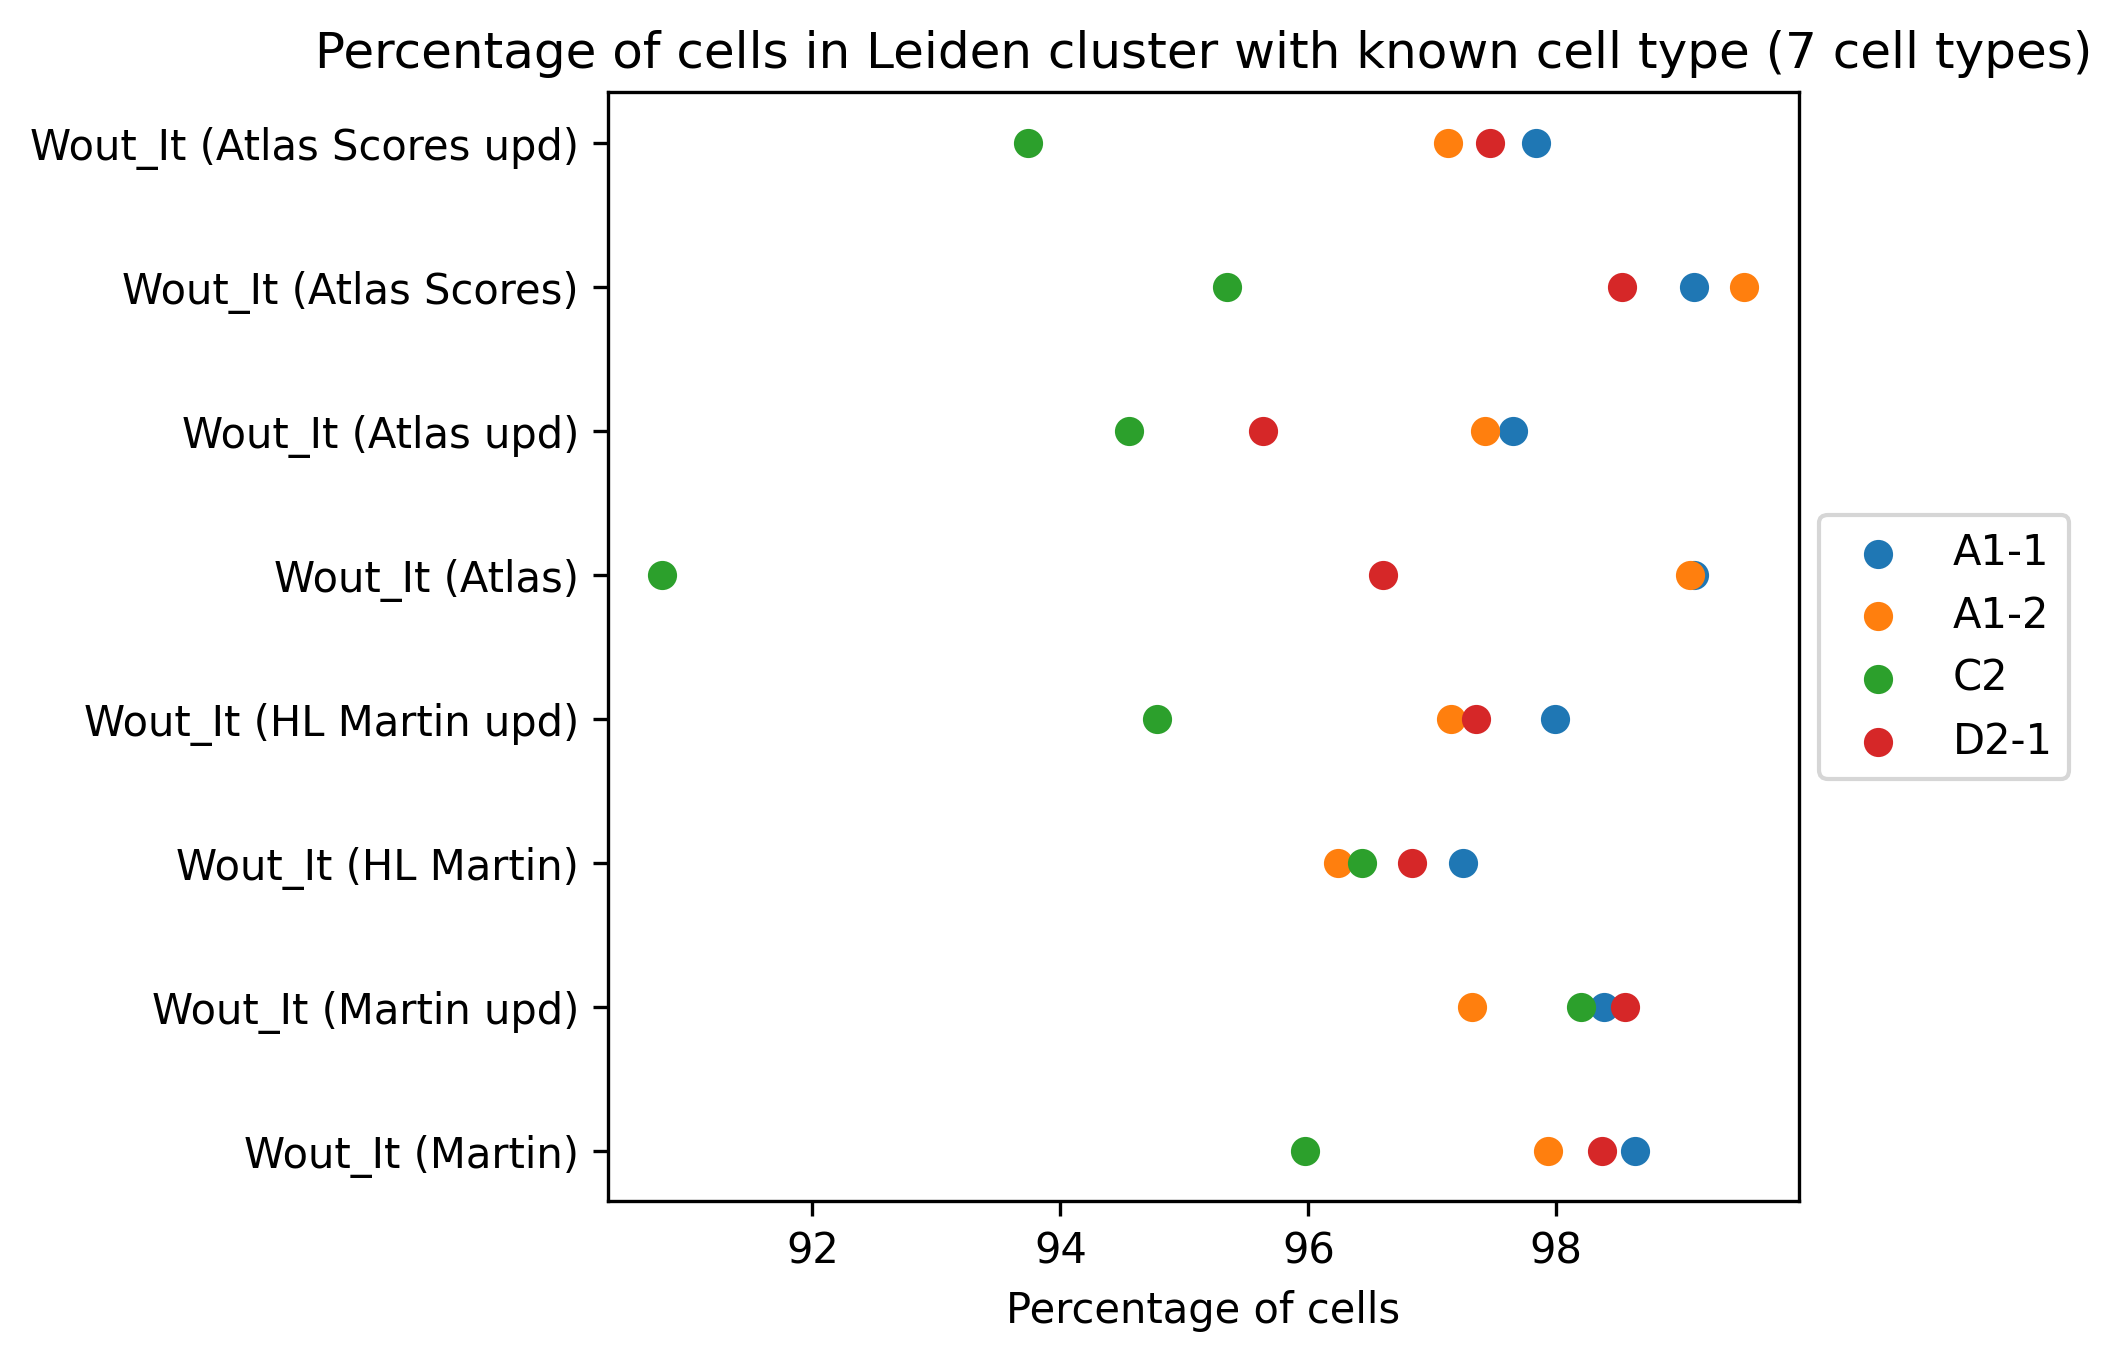 Percentage of cells in Leiden cluster with known cell type (7 cell types)
Wout_It (Atlas Scores upd)
Wout_It (Atlas Scores)
Wout_It (Atlas upd)
Wout_It (Atlas)
Wout_It (HL Martin upd)
Wout_It (HL Martin)
Wout_It (Martin upd)
Wout_It (Martin)
92 94 96 98
Percentage of cells
A1-1
A1-2
C2
D2-1